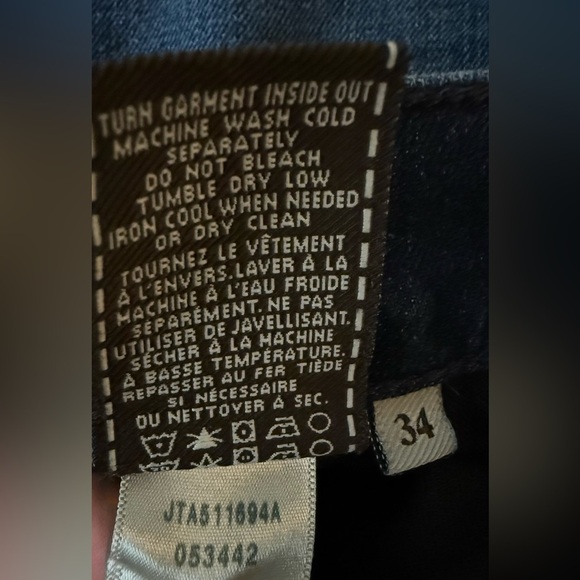 TURN GARMENT INSIDE OUT
MACHINE WASH COLD
SEPARATELY
DO NOT BLEACH
TUMBLE DRY LOW
IRON COOL WHEN NEEDED
OR DRY CLEAN
TOURNEZ LE VÊTEMENT
À L'ENVERS. LAVER À LA
MACHINE À L'EAU FROIDE
SÉPARÉMENT. NE PAS
UTILISER DE JAVELLISANT.
SÉCHER À LA MACHINE
À BASSE TEMPÉRATURE.
REPASSER AU FER TIÈDE
SI NÉCESSAIRE
OU NETTOYER À SEC.
34
JTA511694A
053442